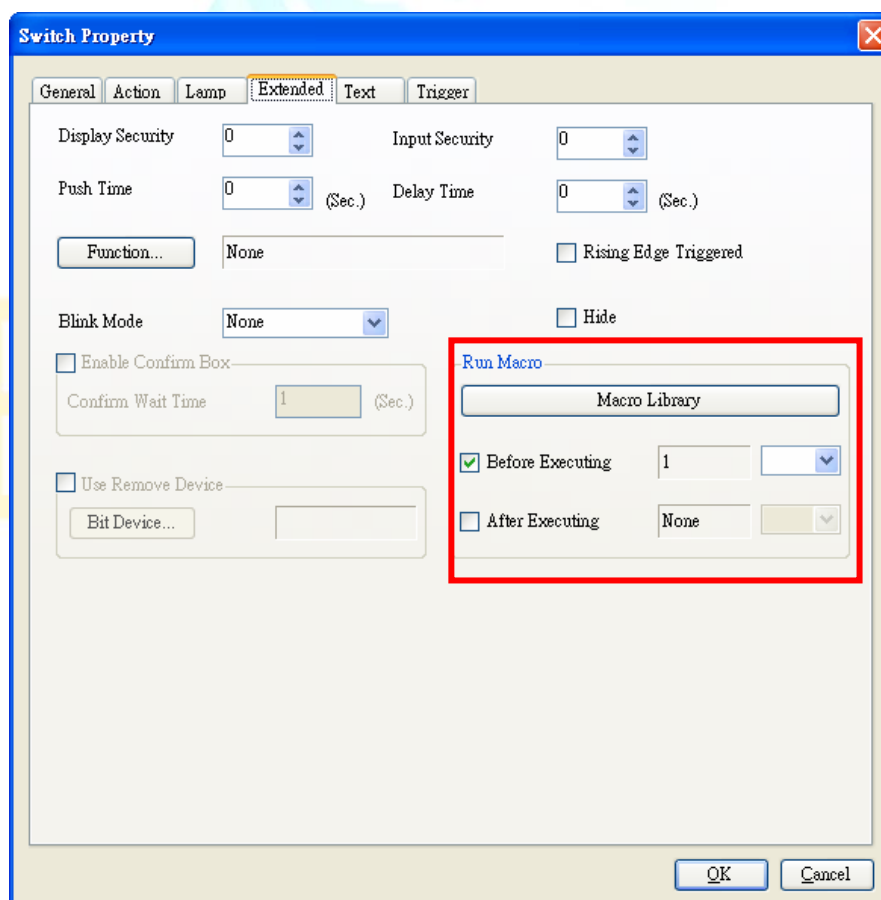 Switch Property
General Action Lamp Extended Text Trigger
Display Security 0 Input Security 0
Push Time 0 (Sec.) Delay Time 0 (Sec.)
Function... None Rising Edge Triggered
Blink Mode None Hide
Enable Confirm Box Run Macro
Confirm Wait Time 1 (Sec.) Macro Library
Before Executing 1
Use Remove Device
Bit Device... After Executing None
OK Cancel